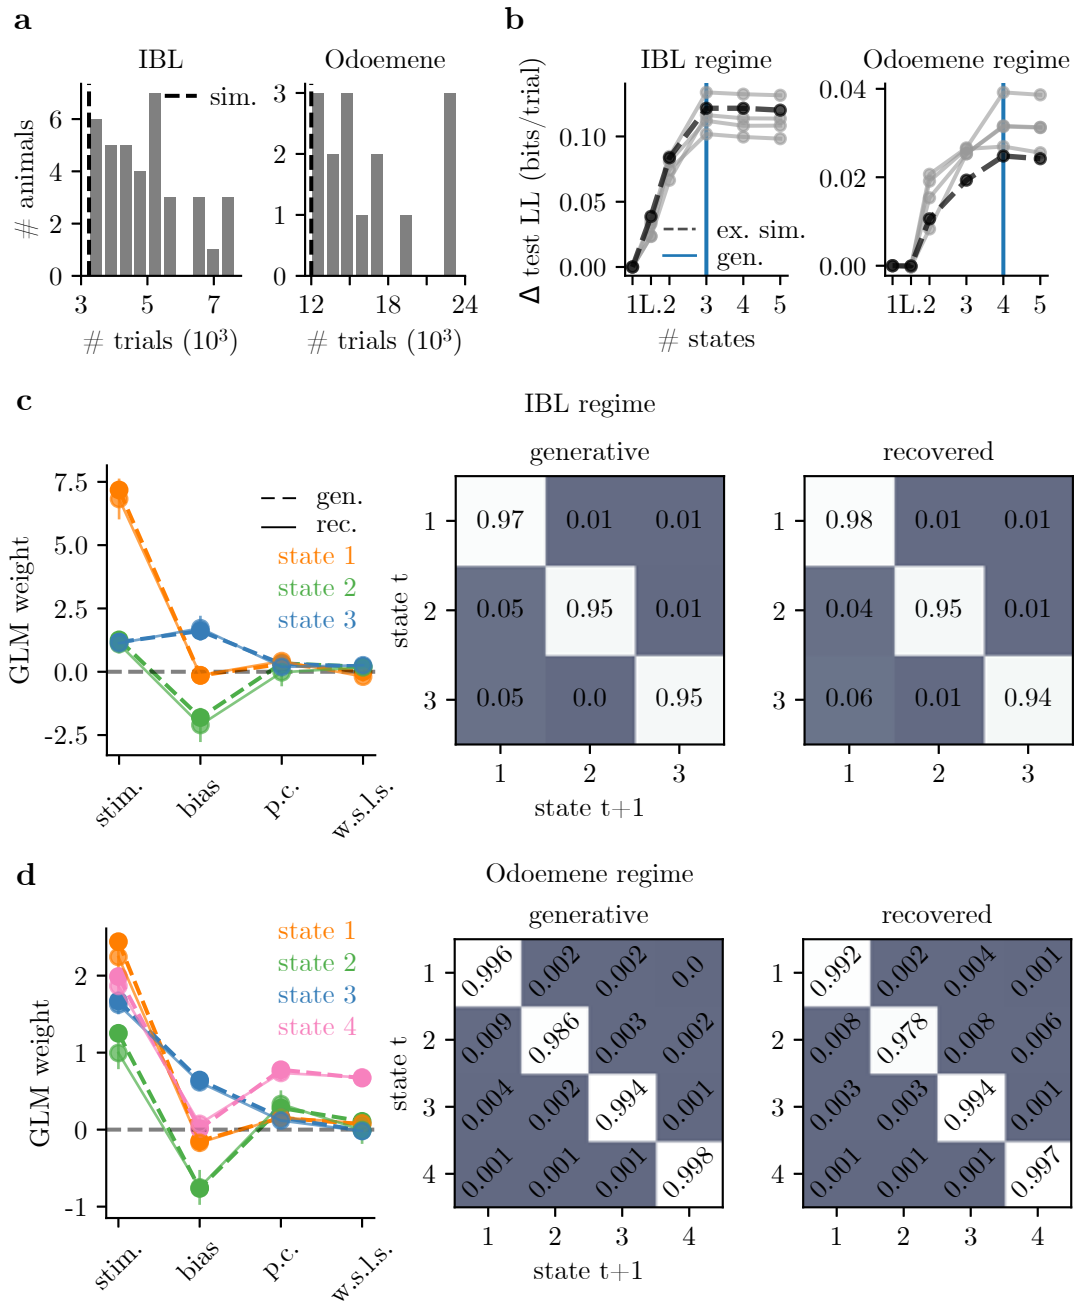 a
IBL
Odoemene
sim.
# animals
6
4
2
0
3
5
7
# trials (10³)
3
2
1
0
12
18
24
# trials (10³)
b
IBL regime
Odoemene regime
Δ test LL (bits/trial)
0.10
0.05
0.00
ex. sim.
gen.
1 L. 2 3 4 5
# states
0.04
0.02
0.00
1 L. 2 3 4 5
c
IBL regime
GLM weight
7.5
5.0
2.5
0.0
-2.5
gen.
rec.
state 1
state 2
state 3
stim.
bias
p.c.
w.s.l.s.
generative
state t
1 0.97 0.01 0.01
2 0.05 0.95 0.01
3 0.05 0.0 0.95
1 2 3
state t+1
recovered
1 0.98 0.01 0.01
2 0.04 0.95 0.01
3 0.06 0.01 0.94
1 2 3
d
Odoemene regime
GLM weight
2
1
0
-1
state 1
state 2
state 3
state 4
stim.
bias
p.c.
w.s.l.s.
generative
state t
1 0.996 0.002 0.002 0.0
2 0.009 0.986 0.003 0.002
3 0.004 0.002 0.994 0.001
4 0.001 0.001 0.001 0.998
1 2 3 4
state t+1
recovered
1 0.992 0.002 0.004 0.001
2 0.008 0.978 0.008 0.006
3 0.003 0.003 0.994 0.001
4 0.001 0.001 0.001 0.997
1 2 3 4